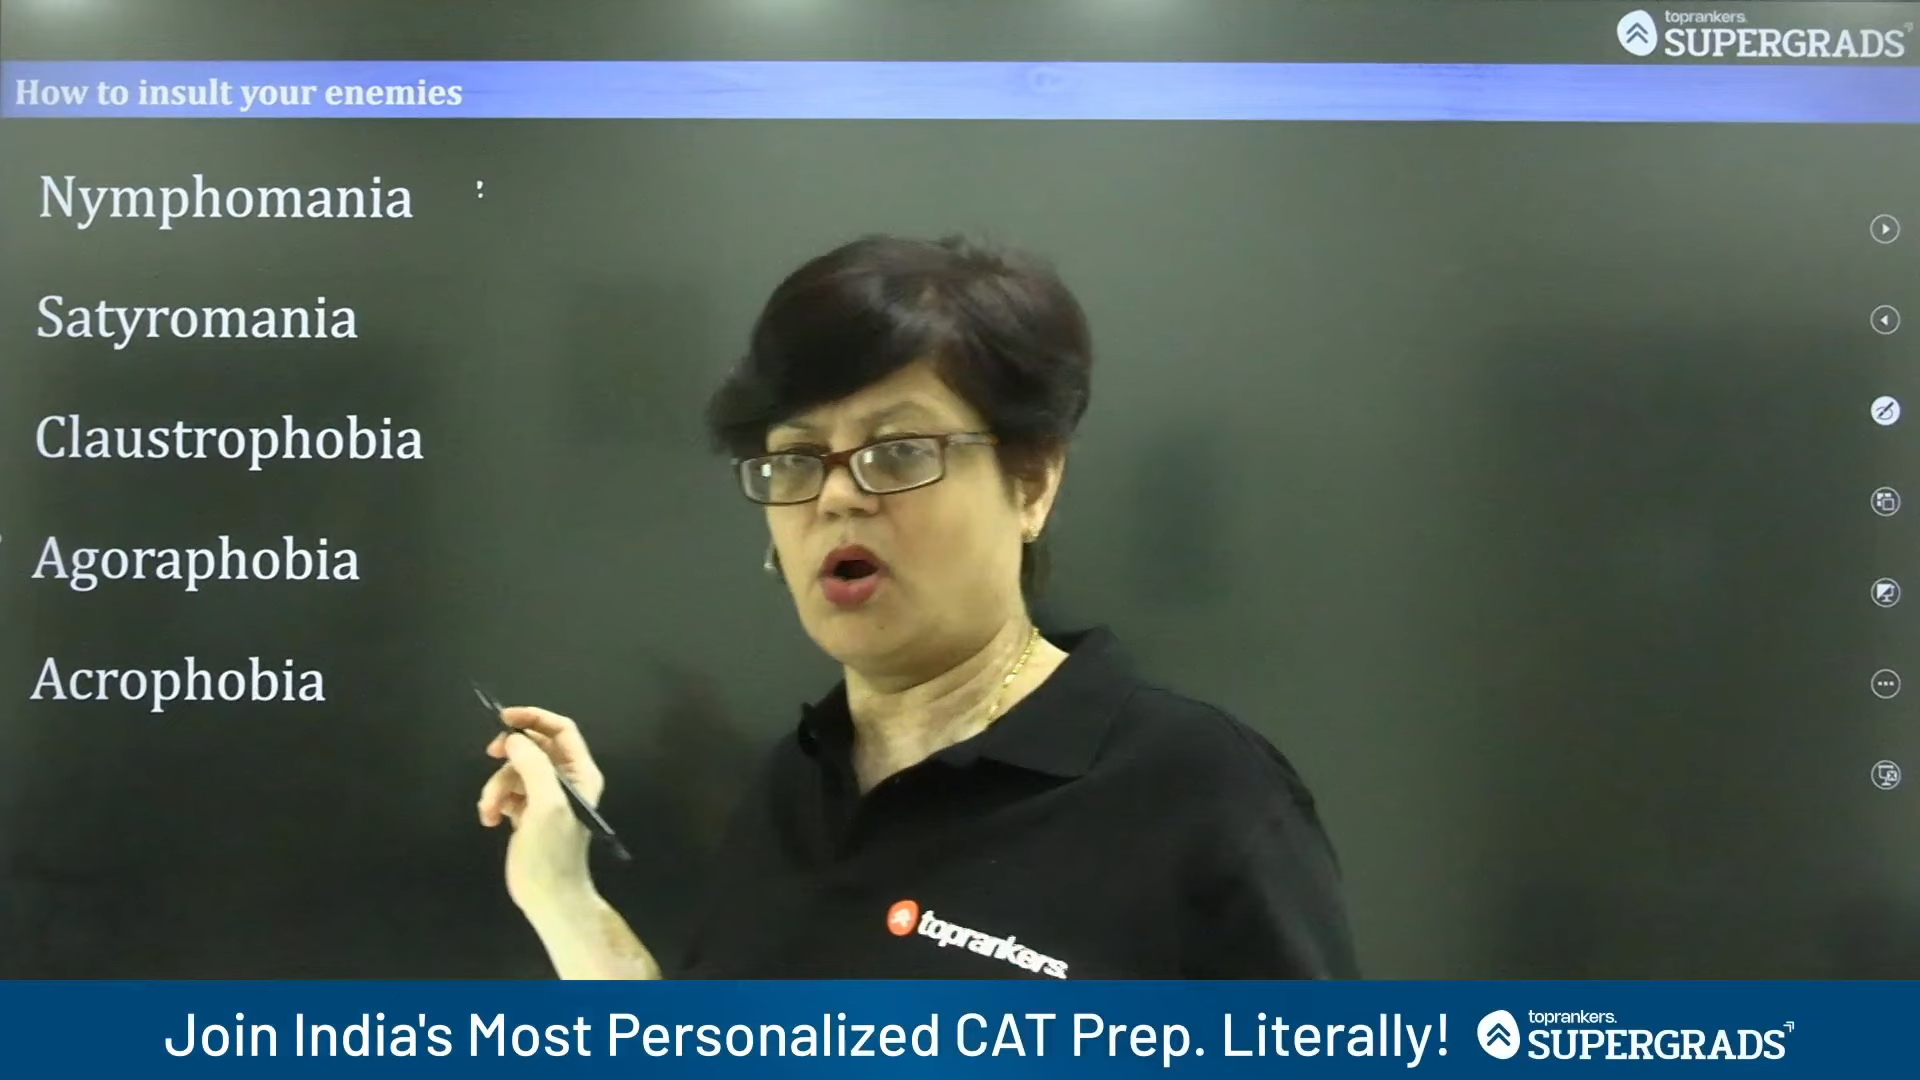 toprankers
SUPERGRADS
How to insult your enemies
Nymphomania
Satyromania
Claustrophobia
Agoraphobia
Acrophobia
toprankers
Join India's Most Personalized CAT Prep. Literally!
toprankers
SUPERGRADS